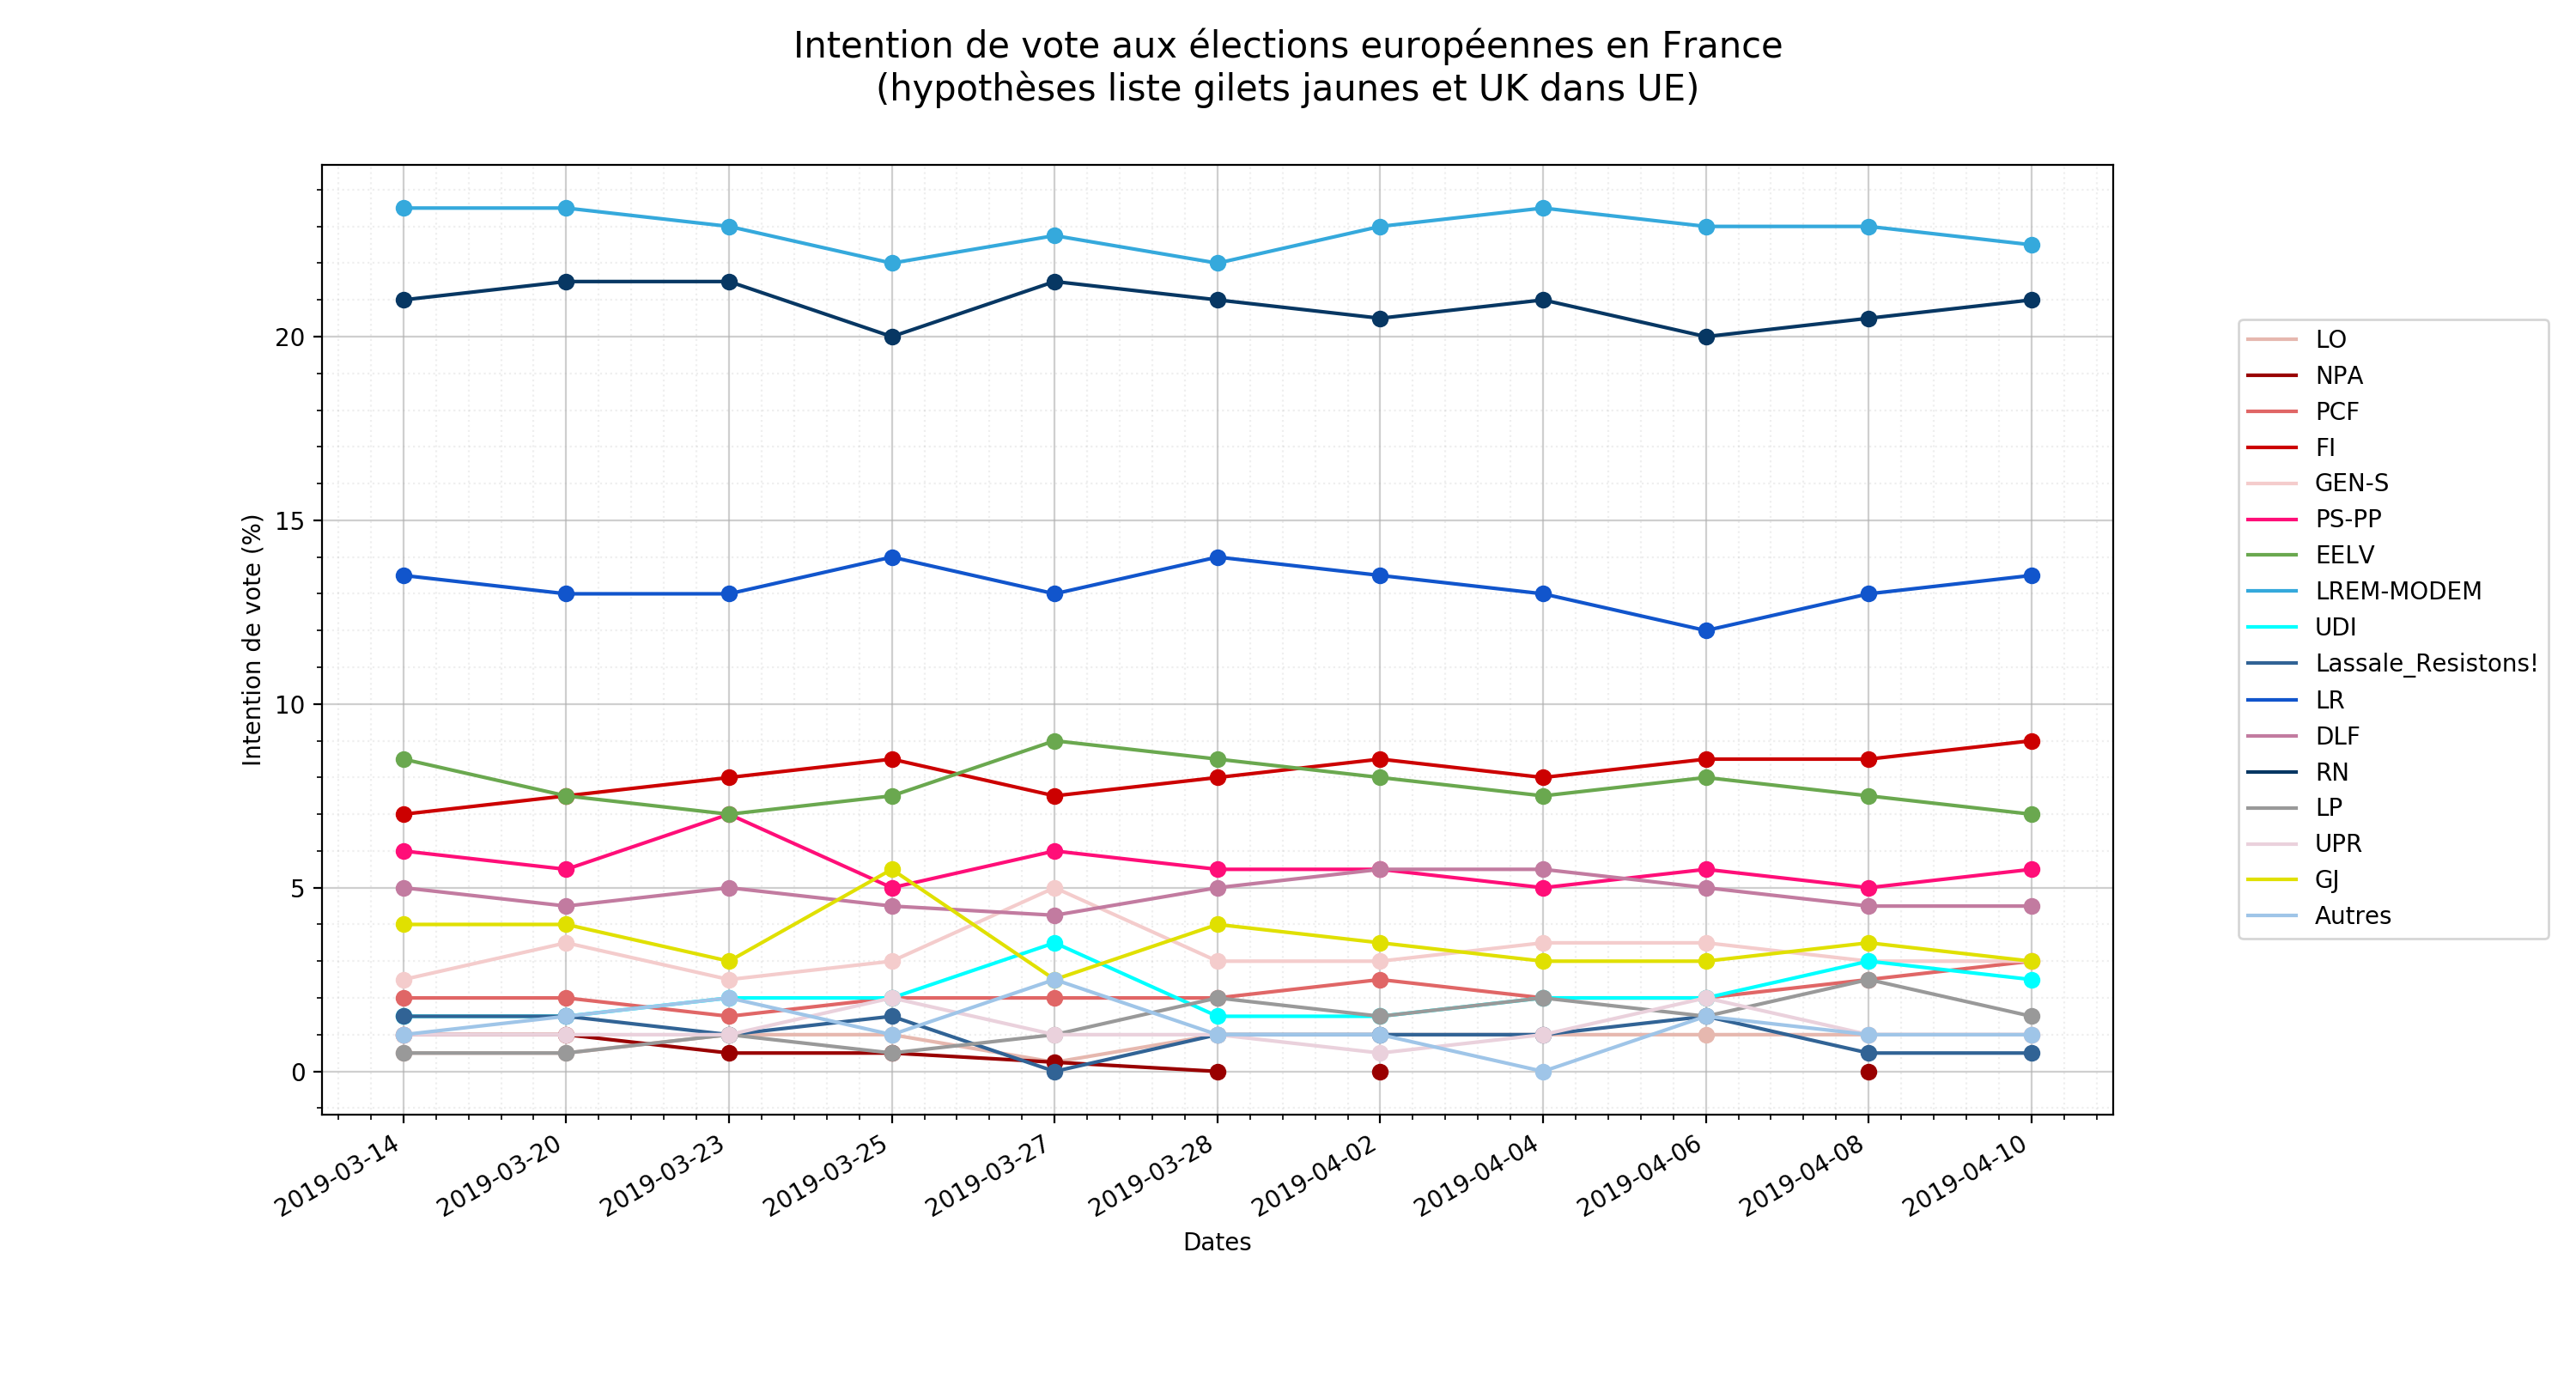 Intention de vote aux élections européennes en France
(hypothèses liste gilets jaunes et UK dans UE)
Intention de vote (%)
20
15
10
5
0
2019-03-14
2019-03-20
2019-03-23
2019-03-25
2019-03-27
2019-03-28
2019-04-02
2019-04-04
2019-04-06
2019-04-08
2019-04-10
Dates
LO
NPA
PCF
FI
GEN-S
PS-PP
EELV
LREM-MODEM
UDI
Lassale_Resistons!
LR
DLF
RN
LP
UPR
GJ
Autres